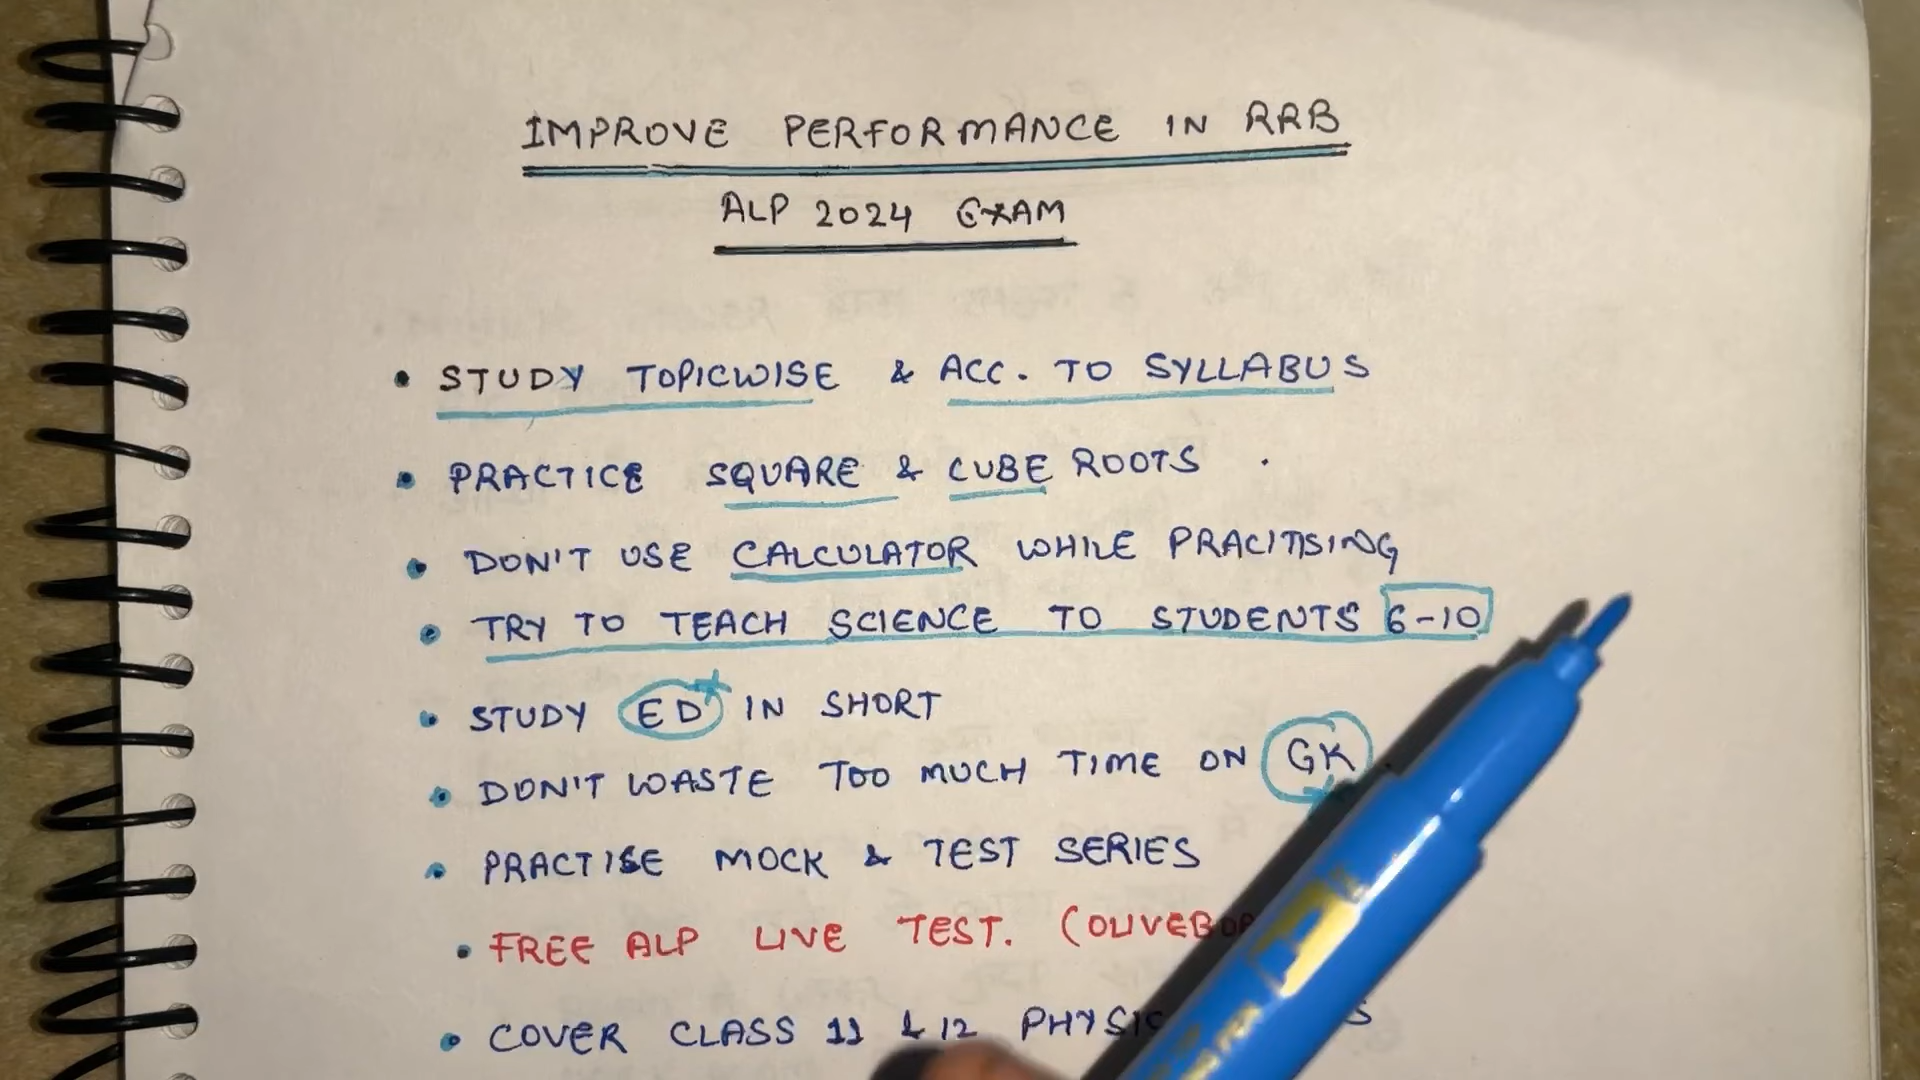 IMPROVE PERFORMANCE IN RRB
ALP 2024 EXAM
• STUDY TOPICWISE & ACC. TO SYLLABUS
• PRACTICE SQUARE & CUBE ROOTS .
• DON'T USE CALCULATOR WHILE PRACITISING
• TRY TO TEACH SCIENCE TO STUDENTS 6-10
• STUDY ED IN SHORT
• DON'T WASTE TOO MUCH TIME ON GK
• PRACTISE MOCK & TEST SERIES
• FREE ALP LIVE TEST.
• COVER CLASS 11 & 12